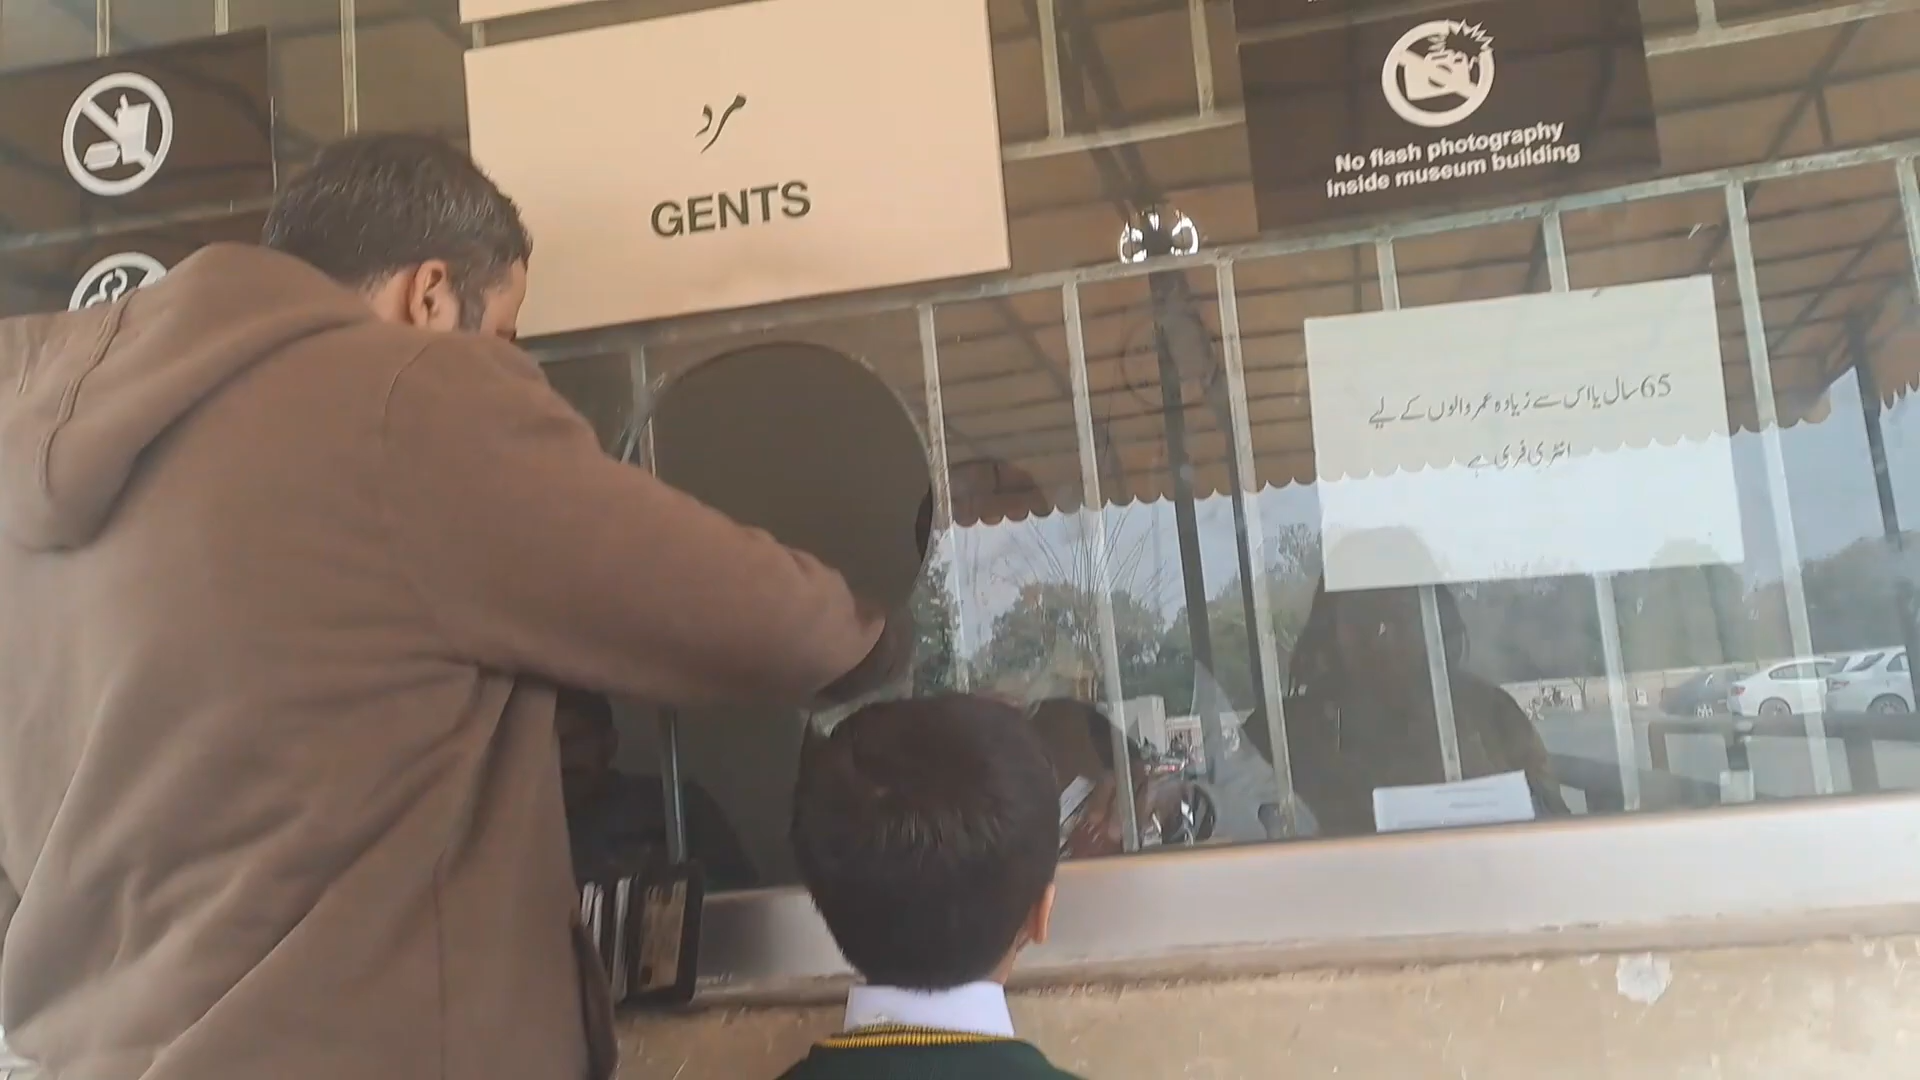 مرد
GENTS
No flash photography
inside museum building
65 سال یا اس سے زیادہ عمر والوں کے لیے
انٹری فری ہے